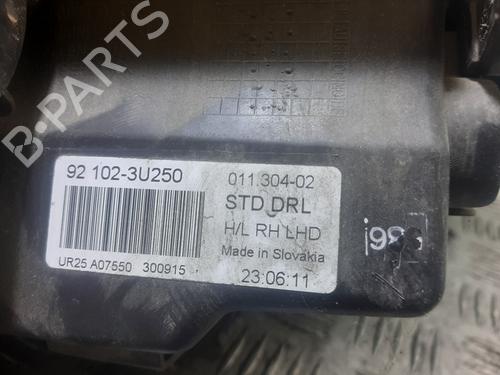 B-PARTS
92 102-3U250
011.304-02
STD DRL
H/L RH LHD
Made in Slovakia
UR25 A07550 300915
23:06:11